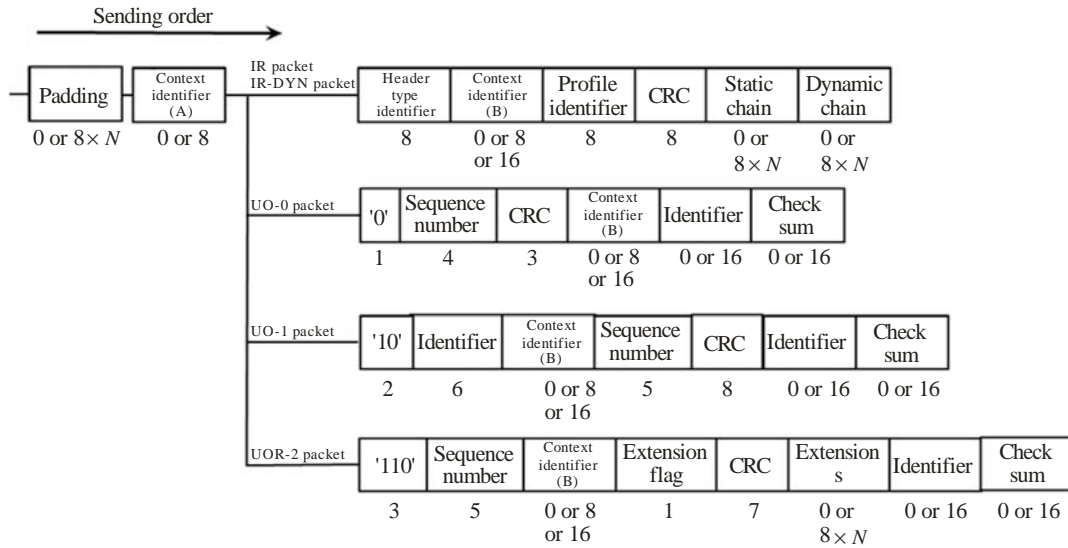 Sending order
IR packet
IR-DYN packet
Padding
Context
identifier
(A)
0 or 8 × N
0 or 8
Header
type
identifier
Context
identifier
(B)
Profile
identifier
CRC
Static
chain
Dynamic
chain
8
0 or 8
or 16
8
8
0 or
8 × N
0 or
8 × N
UO-0 packet
'0'
Sequence
number
CRC
Context
identifier
(B)
Identifier
Check
sum
1
4
3
0 or 8
or 16
0 or 16
0 or 16
UO-1 packet
'10'
Identifier
Context
identifier
(B)
Sequence
number
CRC
Identifier
Check
sum
2
6
0 or 8
or 16
5
8
0 or 16
0 or 16
UOR-2 packet
'110'
Sequence
number
Context
identifier
(B)
Extension
flag
CRC
Extension
s
Identifier
Check
sum
3
5
0 or 8
or 16
1
7
0 or
8 × N
0 or 16
0 or 16